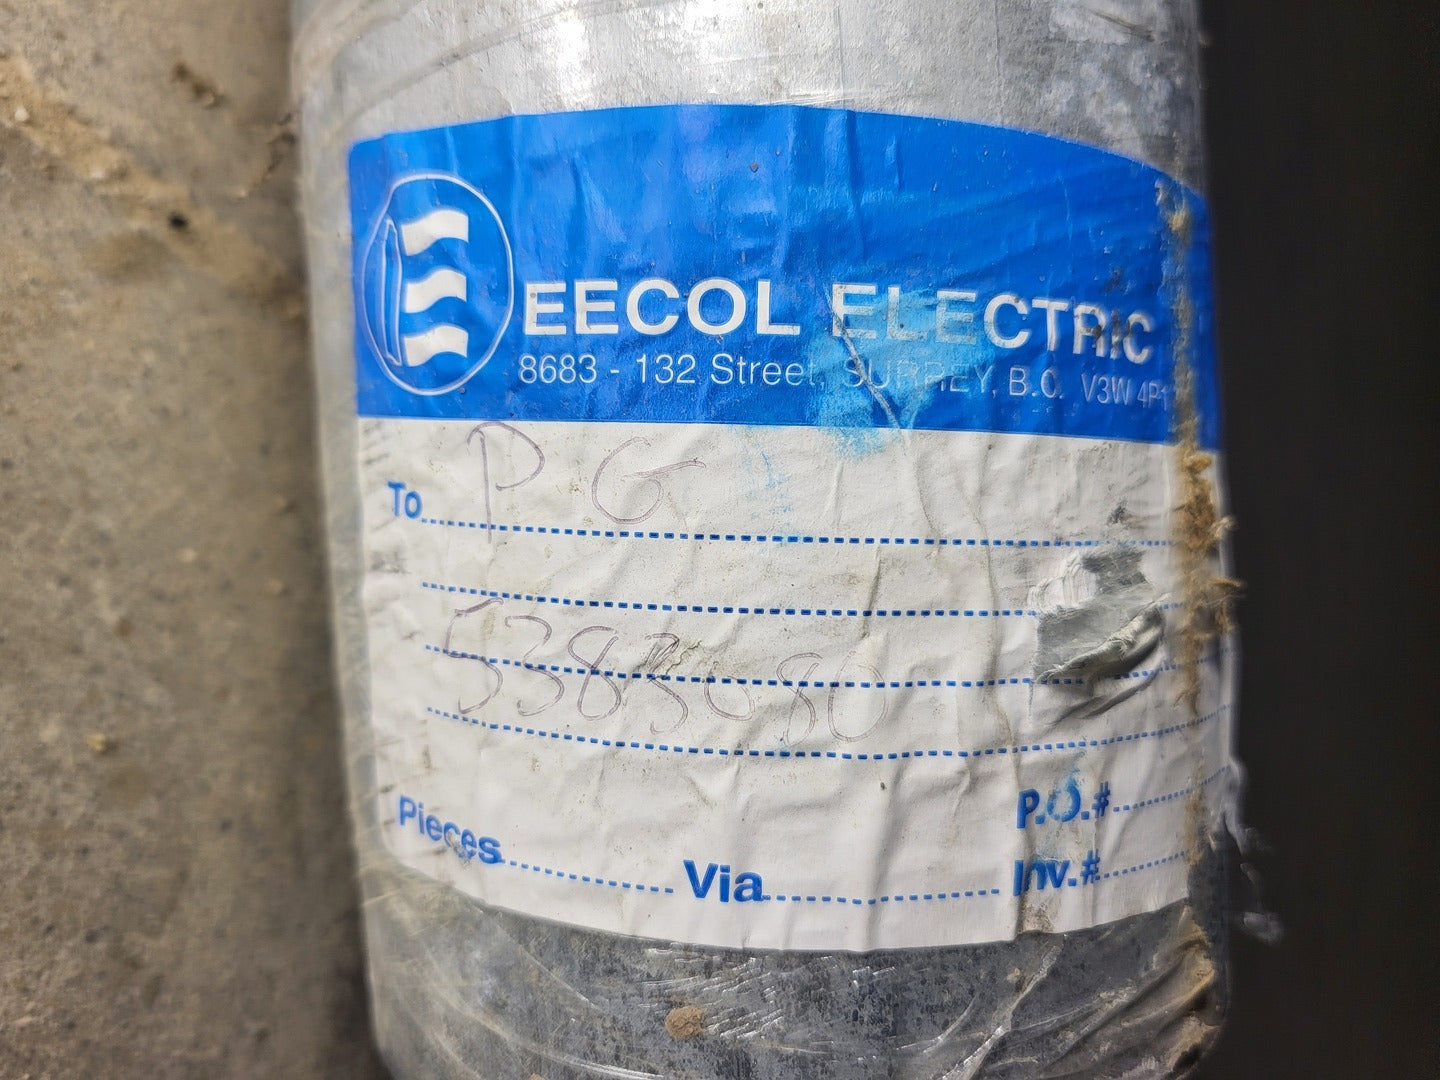 EECOL ELECTRIC
8683 - 132 Street, SURREY, B.C. V3W 4P1
To P G
5383080
P.O.#
Pieces Via Inv.#